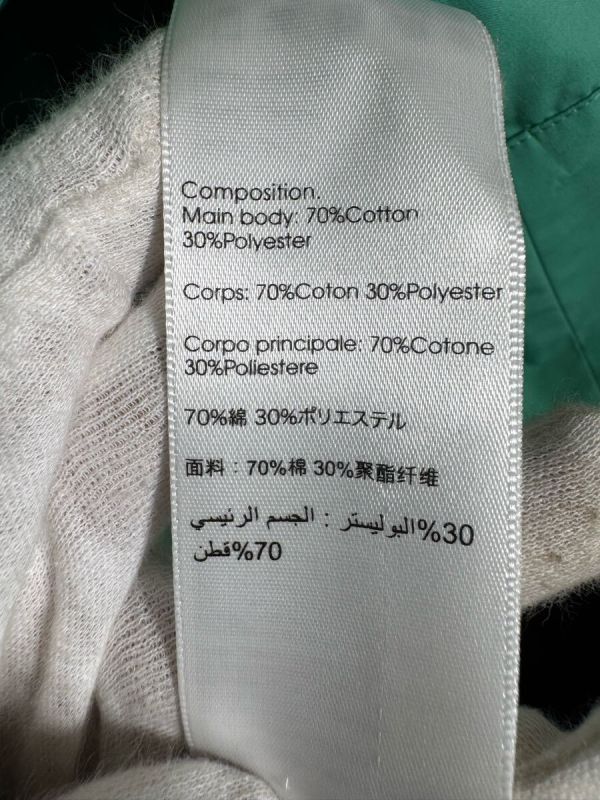 Composition.
Main body: 70%Cotton
30%Polyester
Corps: 70%Coton 30%Polyester
Corpo principale: 70%Cotone
30%Poliestere
70%綿 30%ポリエステル
面料：70%棉 30%聚酯纤维
30%البوليستر : الجسم الرئيسي
70%قطن